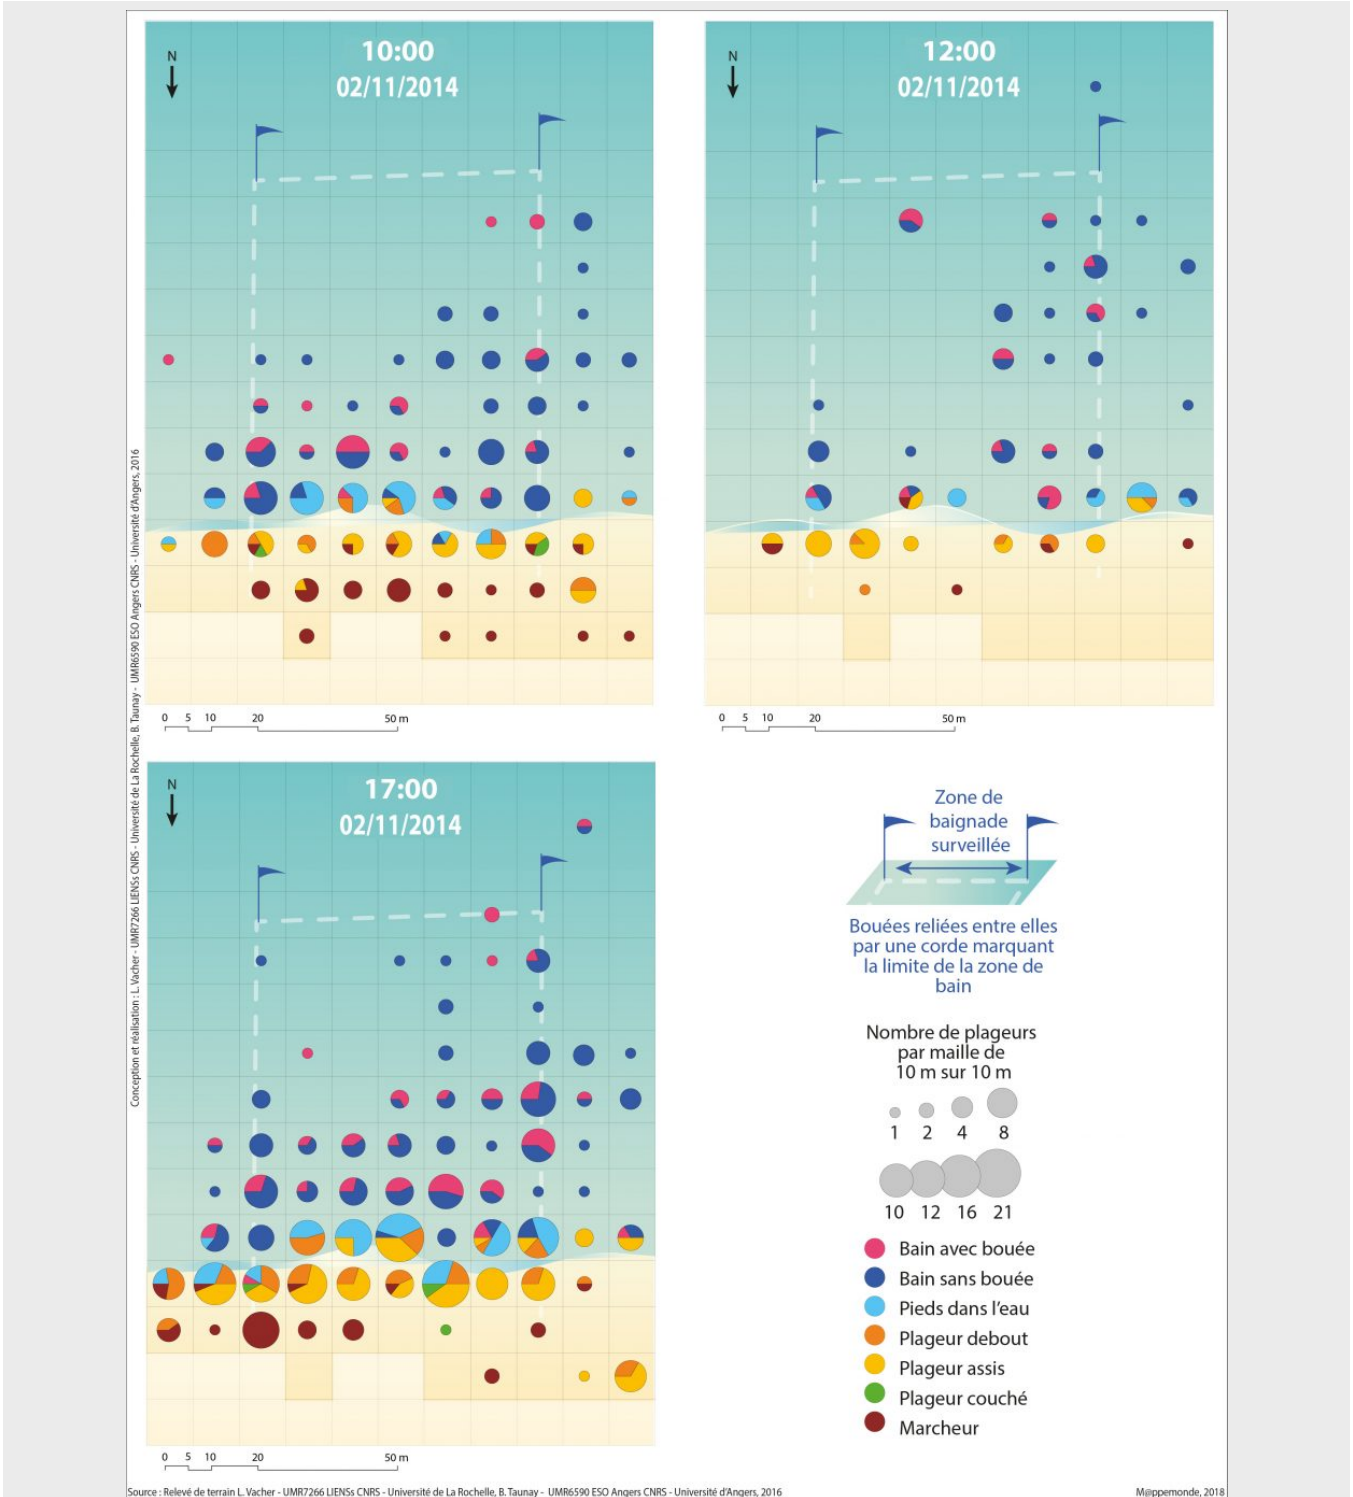 N
10:00
02/11/2014
0 5 10 20 50 m
N
12:00
02/11/2014
0 5 10 20 50 m
N
17:00
02/11/2014
0 5 10 20 50 m
Zone de
baignade
surveillée
Bouées reliées entre elles
par une corde marquant
la limite de la zone de
bain
Nombre de plageurs
par maille de
10 m sur 10 m
1 2 4 8
10 12 16 21
Bain avec bouée
Bain sans bouée
Pieds dans l'eau
Plageur debout
Plageur assis
Plageur couché
Marcheur
Conception et réalisation : L. Vacher - UMR7266 LIENSs CNRS - Université de La Rochelle, B. Taunay - UMR6590 ESO Angers CNRS - Université d'Angers, 2016
Source : Relevé de terrain L. Vacher - UMR7266 LIENSs CNRS - Université de La Rochelle, B. Taunay - UMR6590 ESO Angers CNRS - Université d'Angers, 2016
M@ppemonde, 2018